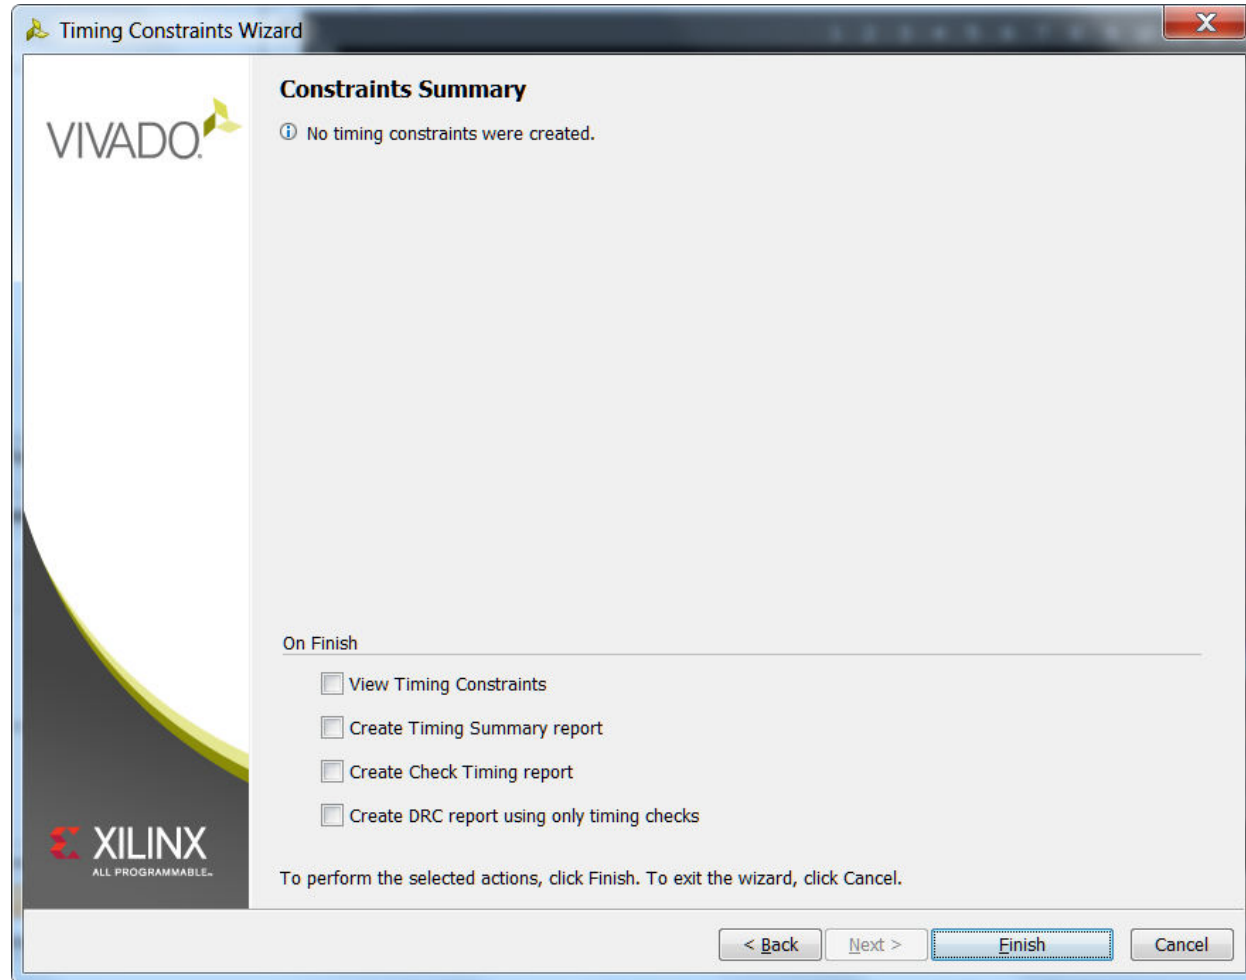 Timing Constraints Wizard
VIVADO.
Constraints Summary
No timing constraints were created.
On Finish
View Timing Constraints
Create Timing Summary report
Create Check Timing report
Create DRC report using only timing checks
XILINX
ALL PROGRAMMABLE™
To perform the selected actions, click Finish. To exit the wizard, click Cancel.
< Back Next > Finish Cancel